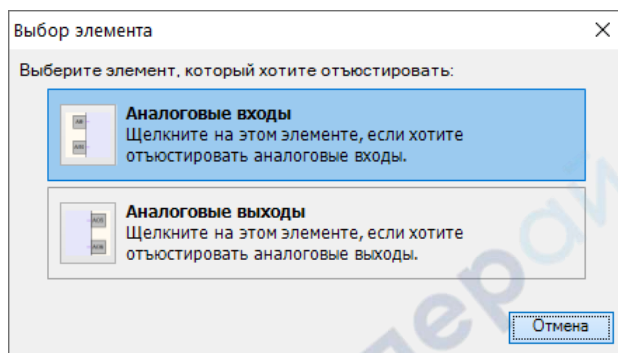 Выбор элемента
Выберите элемент, который хотите отъюстировать:
Аналоговые входы
Щелкните на этом элементе, если хотите
отъюстировать аналоговые входы.
Аналоговые выходы
Щелкните на этом элементе, если хотите
отъюстировать аналоговые выходы.
Отмена